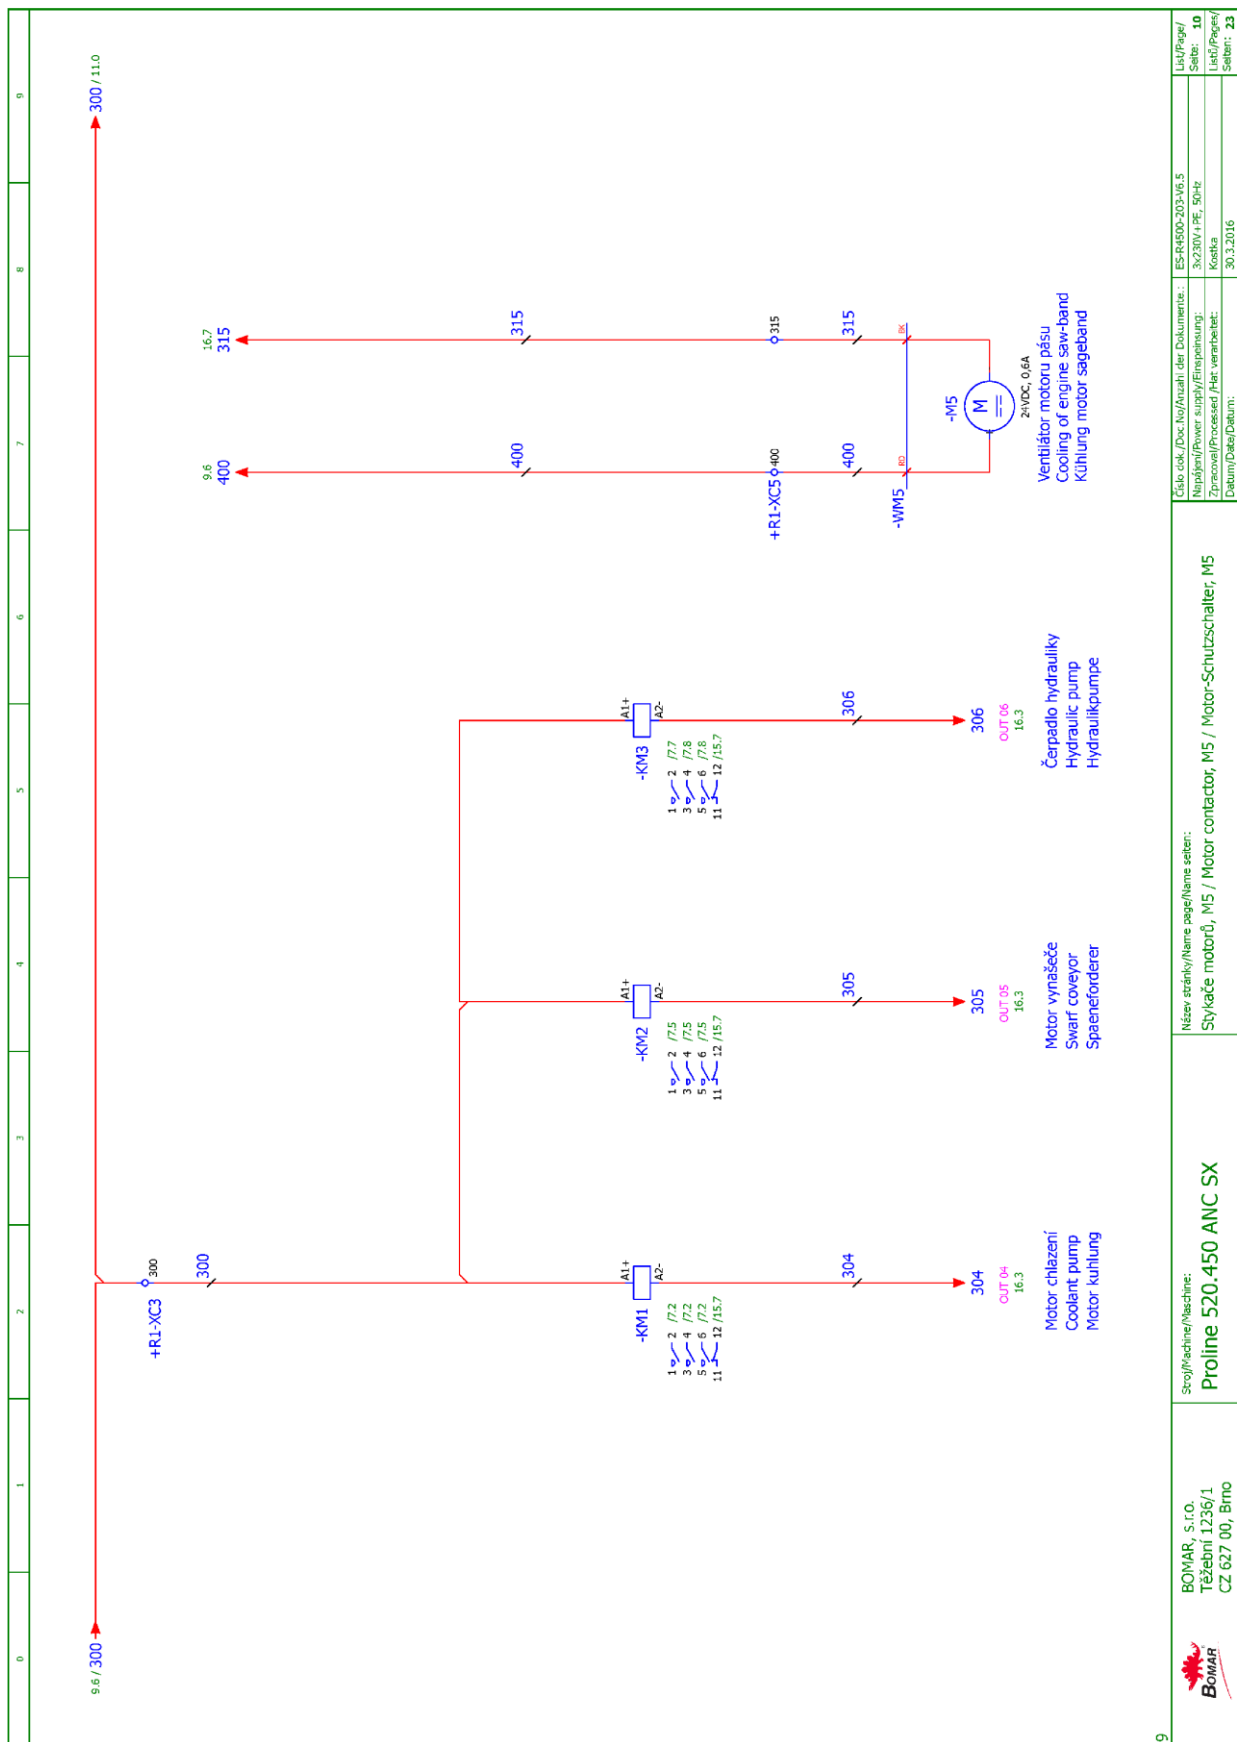 0 1 2 3 4 5 6 7 8 9
9.6 / 300
300 / 11.0
+R1-XC3
300
300
16.7
315
9.6
400
315
400
+R1-XC5
400
315
400
315
-WM5
RD
BK
-M5
M
24VDC, 0,6A
Ventilátor motoru pásu
Cooling of engine saw-band
Kühlung motor sageband
-KM1
A1+
A2-
1 2 /7.2
3 4 /7.2
5 6 /7.2
11 12 /15.7
304
304
OUT 04
16.3
Motor chlazení
Coolant pump
Motor kuhlung
-KM2
A1+
A2-
1 2 /7.5
3 4 /7.5
5 6 /7.5
11 12 /15.7
305
305
OUT 05
16.3
Motor vynašeče
Swarf coveyor
Spaeneforderer
-KM3
A1+
A2-
1 2 /7.7
3 4 /7.8
5 6 /7.8
11 12 /15.7
306
306
OUT 06
16.3
Čerpadlo hydrauliky
Hydraulic pump
Hydraulikpumpe
9
BOMAR
BOMAR, s.r.o.
Těžební 1236/1
CZ 627 00, Brno
Stroj/Machine/Maschine:
Proline 520.450 ANC SX
Název stránky/Name page/Name seiten:
Stykače motorů, M5 / Motor contactor, M5 / Motor-Schutzschalter, M5
Číslo dok./Doc.No/Anzahl der Dokumente.: ES-R4500-203-V6.5
Napájení/Power supply/Einspeinsung: 3x230V+PE, 50Hz
Zpracoval/Processed /Hat verarbeitet: Kostka
Datum/Date/Datum: 30.3.2016
List/Page/
Seite: 10
Listů/Pages/
Seiten: 23